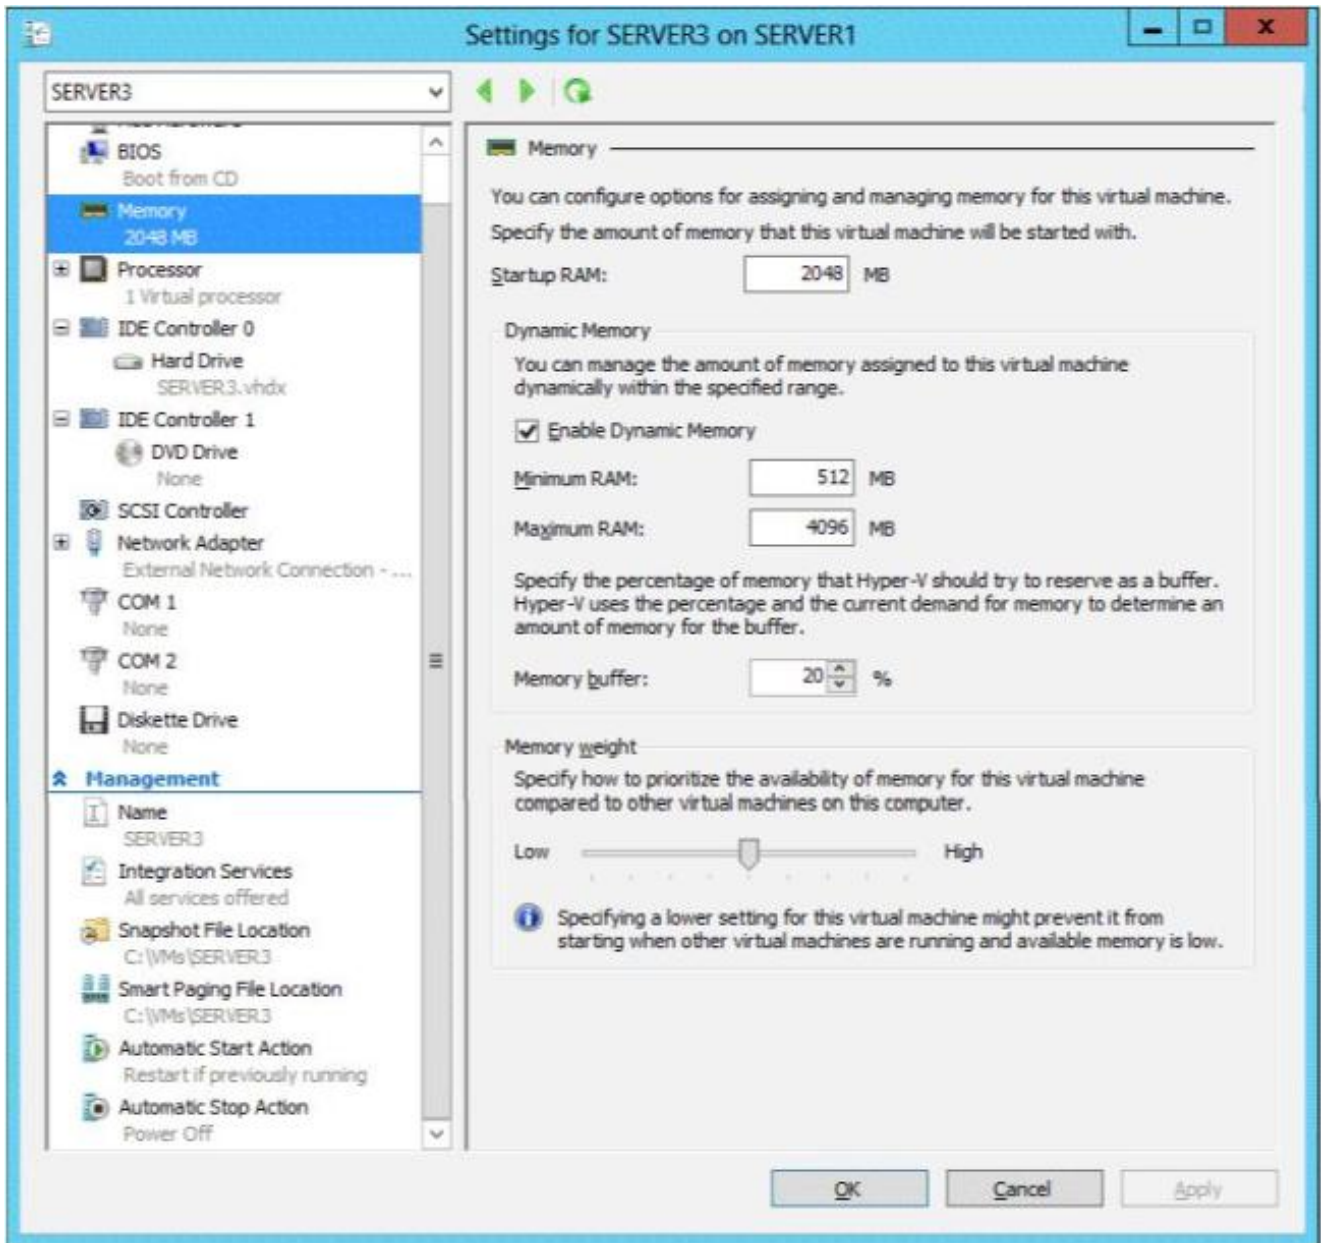 Settings for SERVER3 on SERVER1
SERVER3
BIOS
Boot from CD
Memory
2048 MB
Processor
1 Virtual processor
IDE Controller 0
Hard Drive
SERVER3.vhdx
IDE Controller 1
DVD Drive
None
SCSI Controller
Network Adapter
External Network Connection - ...
COM 1
None
COM 2
None
Diskette Drive
None
Management
Name
SERVER3
Integration Services
All services offered
Snapshot File Location
C:\VMs\SERVER3
Smart Paging File Location
C:\VMs\SERVER3
Automatic Start Action
Restart if previously running
Automatic Stop Action
Power Off
Memory
You can configure options for assigning and managing memory for this virtual machine.
Specify the amount of memory that this virtual machine will be started with.
Startup RAM: 2048 MB
Dynamic Memory
You can manage the amount of memory assigned to this virtual machine
dynamically within the specified range.
Enable Dynamic Memory
Minimum RAM: 512 MB
Maximum RAM: 4096 MB
Specify the percentage of memory that Hyper-V should try to reserve as a buffer.
Hyper-V uses the percentage and the current demand for memory to determine an
amount of memory for the buffer.
Memory buffer: 20 %
Memory weight
Specify how to prioritize the availability of memory for this virtual machine
compared to other virtual machines on this computer.
Low High
Specifying a lower setting for this virtual machine might prevent it from
starting when other virtual machines are running and available memory is low.
OK Cancel Apply